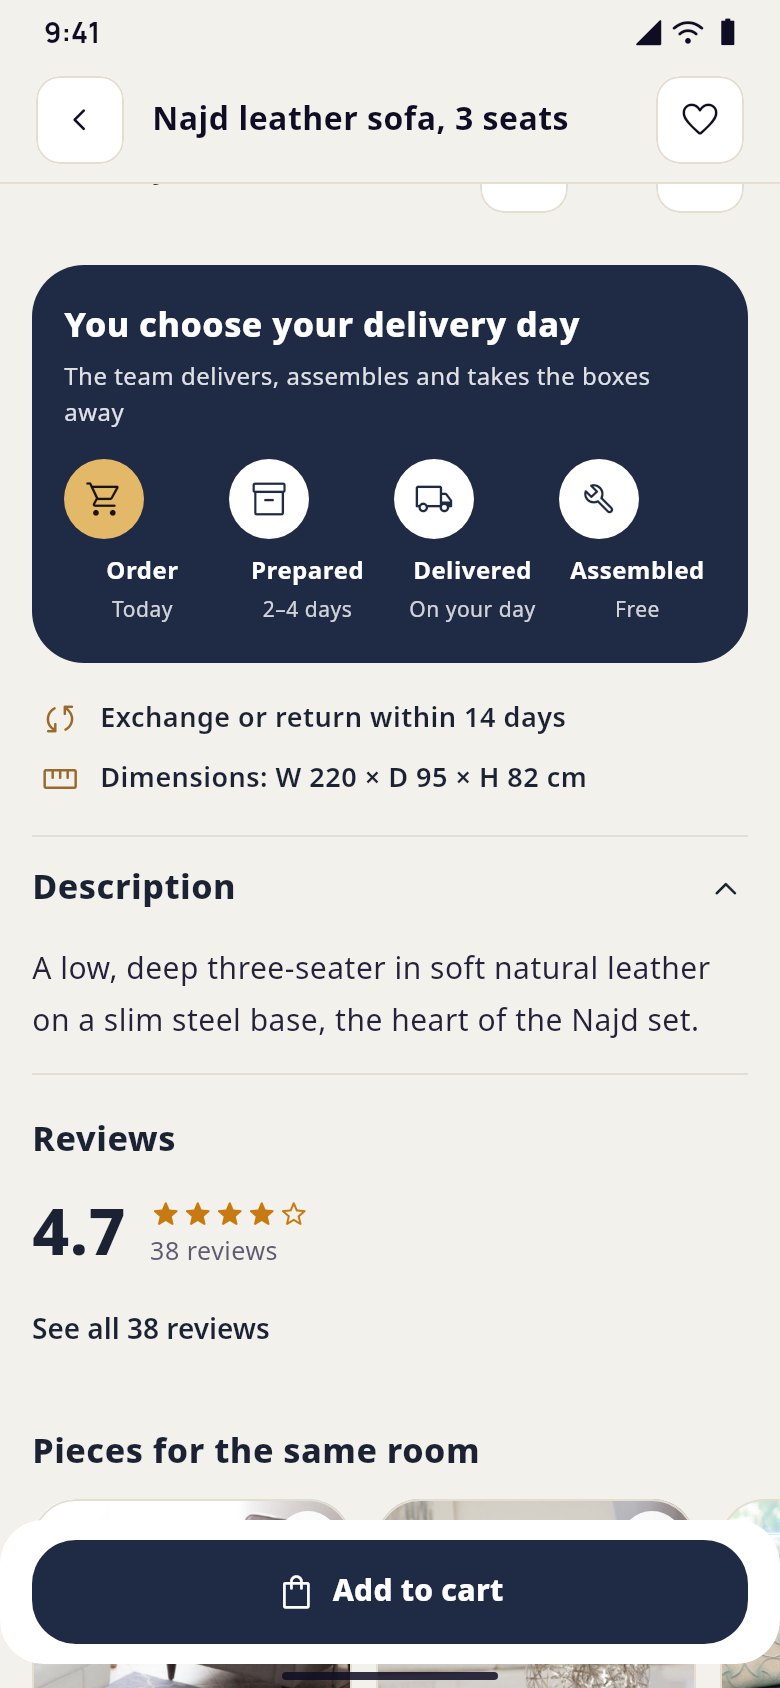 9:41
Najd leather sofa, 3 seats
You choose your delivery day
The team delivers, assembles and takes the boxes
away
Order
Prepared
Delivered
Assembled
Today
2–4 days
On your day
Free
Exchange or return within 14 days
Dimensions: W 220 × D 95 × H 82 cm
Description
A low, deep three-seater in soft natural leather
on a slim steel base, the heart of the Najd set.
Reviews
4.7
38 reviews
See all 38 reviews
Pieces for the same room
Add to cart